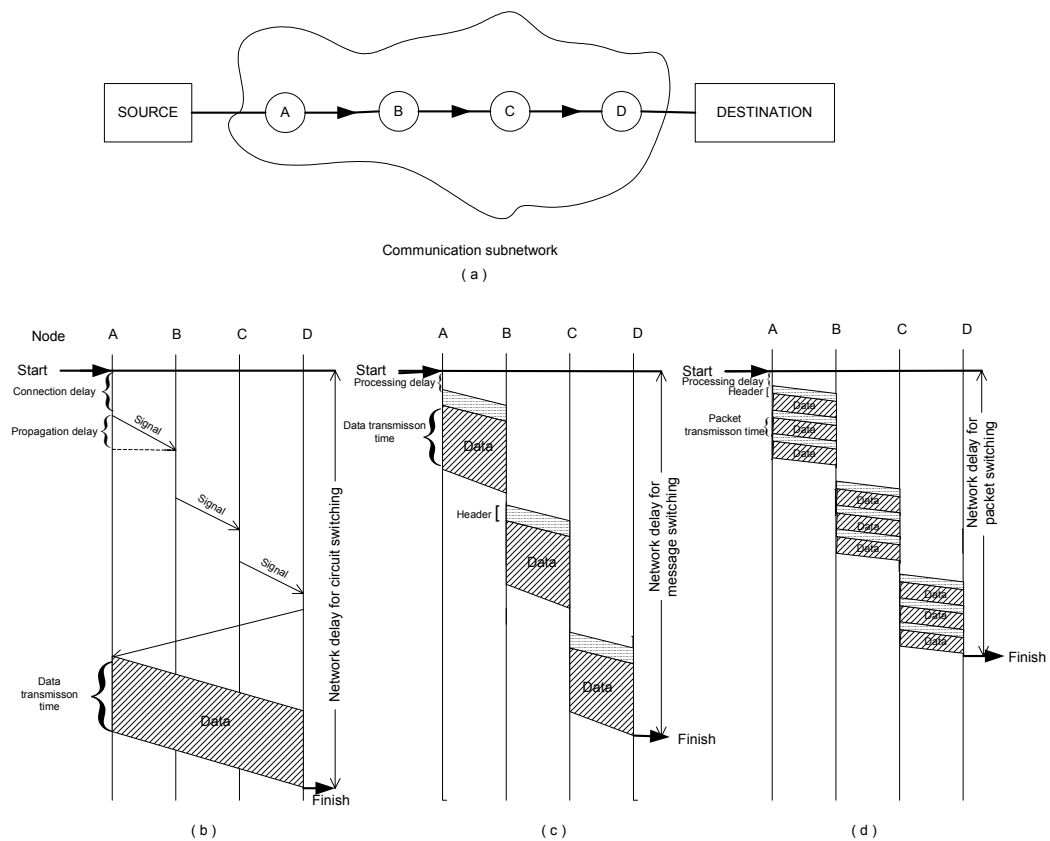 SOURCE
A
B
C
D
DESTINATION
Communication subnetwork
( a )
Node
A
B
C
D
Start
Connection delay
Propagation delay
Signal
Signal
Signal
Data
transmisson
time
Data
Network delay for circuit switching
Finish
( b )
A
B
C
D
Start
Processing delay
Data transmisson
time
Data
Header
Data
Data
Network delay for
message switching
Finish
( c )
A
B
C
D
Start
Processing delay
Header
Packet
transmisson time
Data
Data
Data
Data
Data
Data
Data
Data
Data
Network delay for
packet switching
Finish
( d )